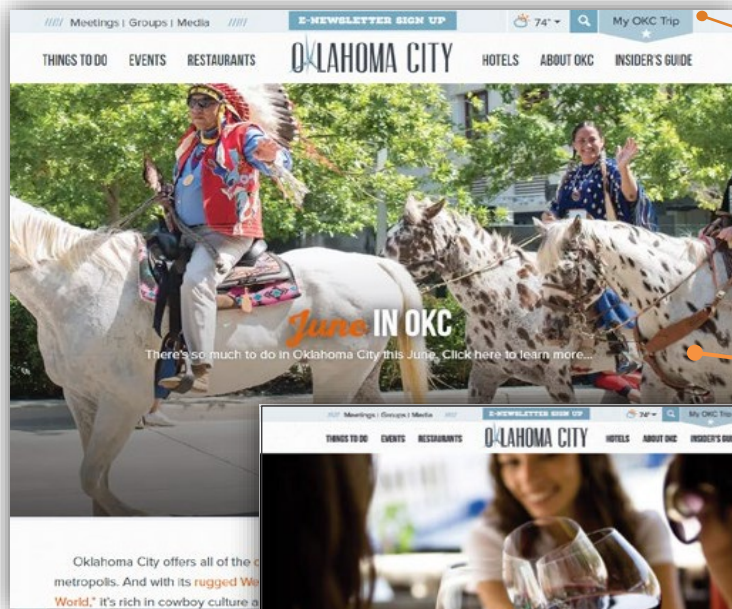 ///// Meetings | Groups | Media /////
E-NEWSLETTER SIGN UP
74°
My OKC Trip
THINGS TO DO EVENTS RESTAURANTS OKLAHOMA CITY HOTELS ABOUT OKC INSIDER'S GUIDE
June IN OKC
There's so much to do in Oklahoma City this June. Click here to learn more...
Oklahoma City offers all of the
metropolis. And with its rugged
World," it's rich in cowboy culture
///// Meetings | Groups | Media /////
E-NEWSLETTER SIGN UP
74°
My OKC Trip
THINGS TO DO EVENTS RESTAURANTS OKLAHOMA CITY HOTELS ABOUT OKC INSIDER'S